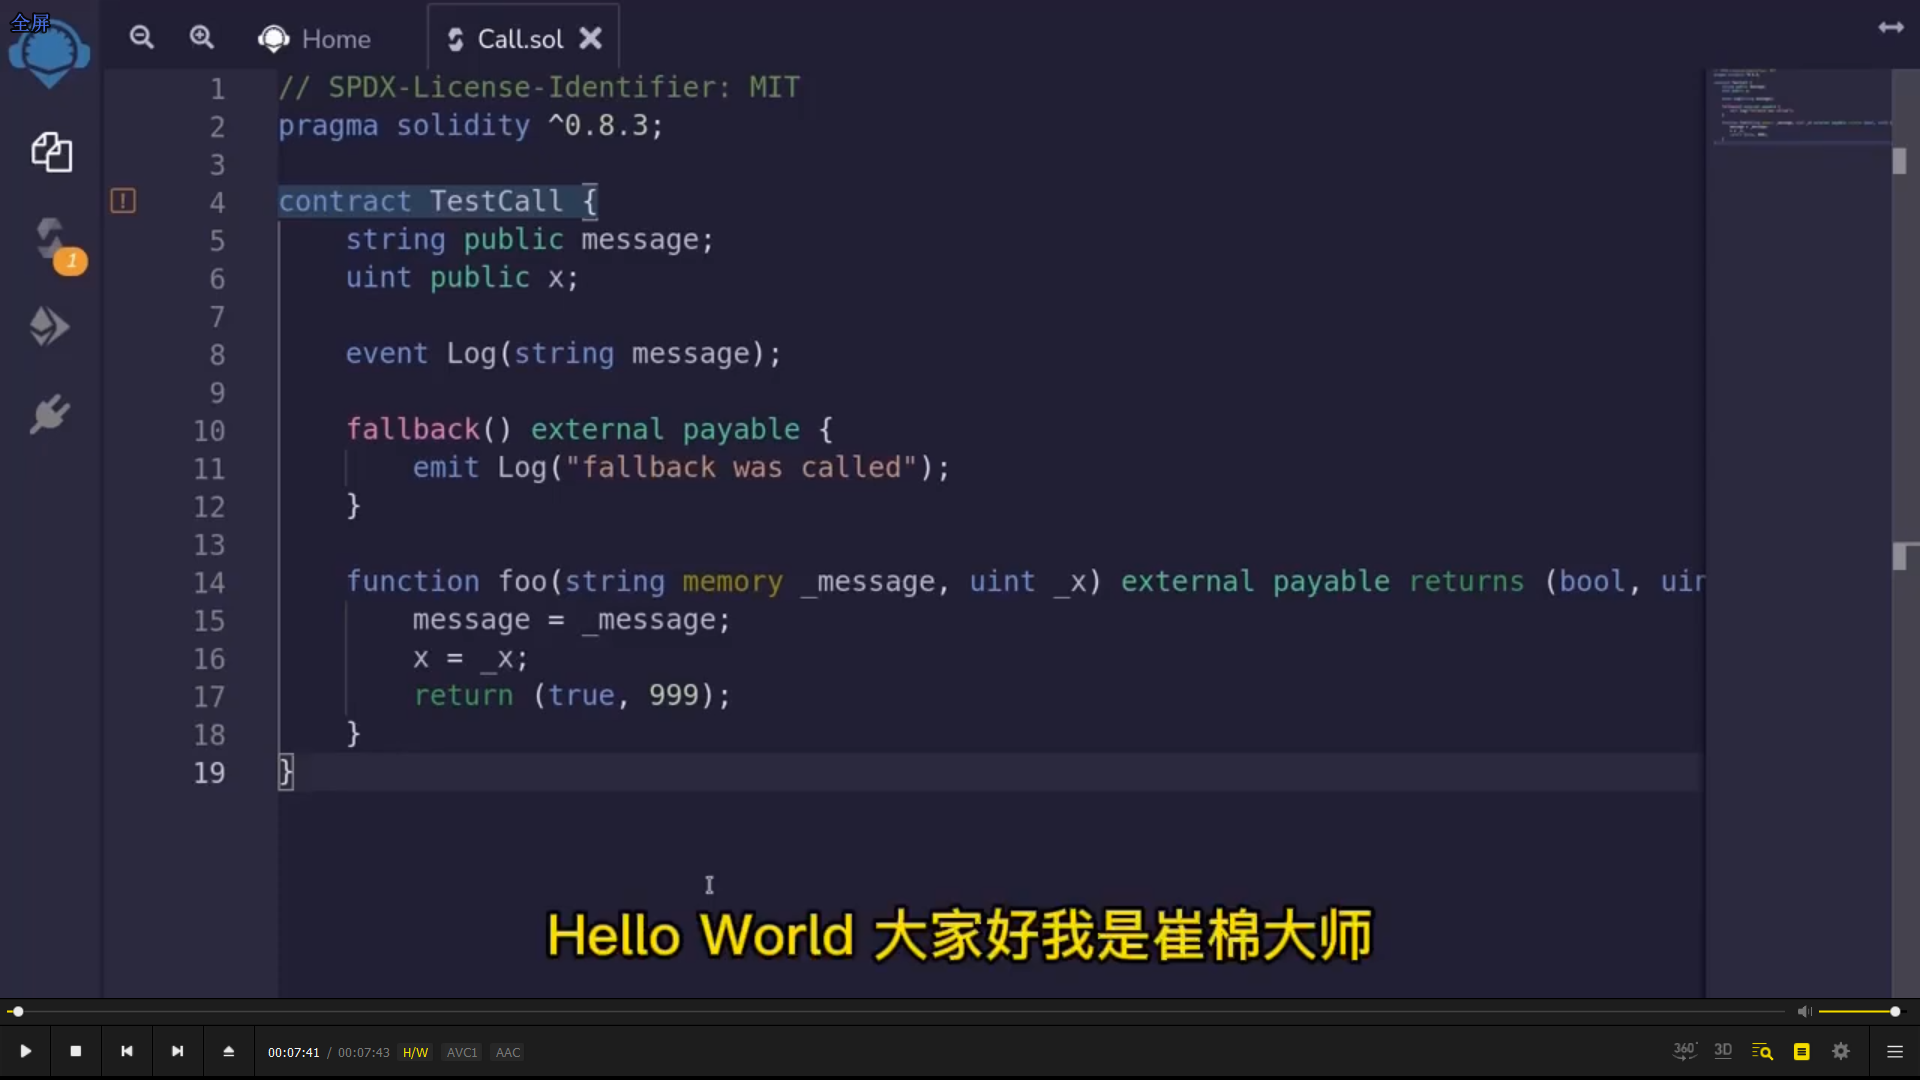 全屏
Home
Call.sol
1 // SPDX-License-Identifier: MIT
2 pragma solidity ^0.8.3;
3
4 contract TestCall {
5 string public message;
6 uint public x;
7
8 event Log(string message);
9
10 fallback() external payable {
11 emit Log("fallback was called");
12 }
13
14 function foo(string memory _message, uint _x) external payable returns (bool, uin
15 message = _message;
16 x = _x;
17 return (true, 999);
18 }
19 }
1
Hello World 大家好我是崔棉大师
00:07:41 / 00:07:43 H/W AVC1 AAC
360° 3D